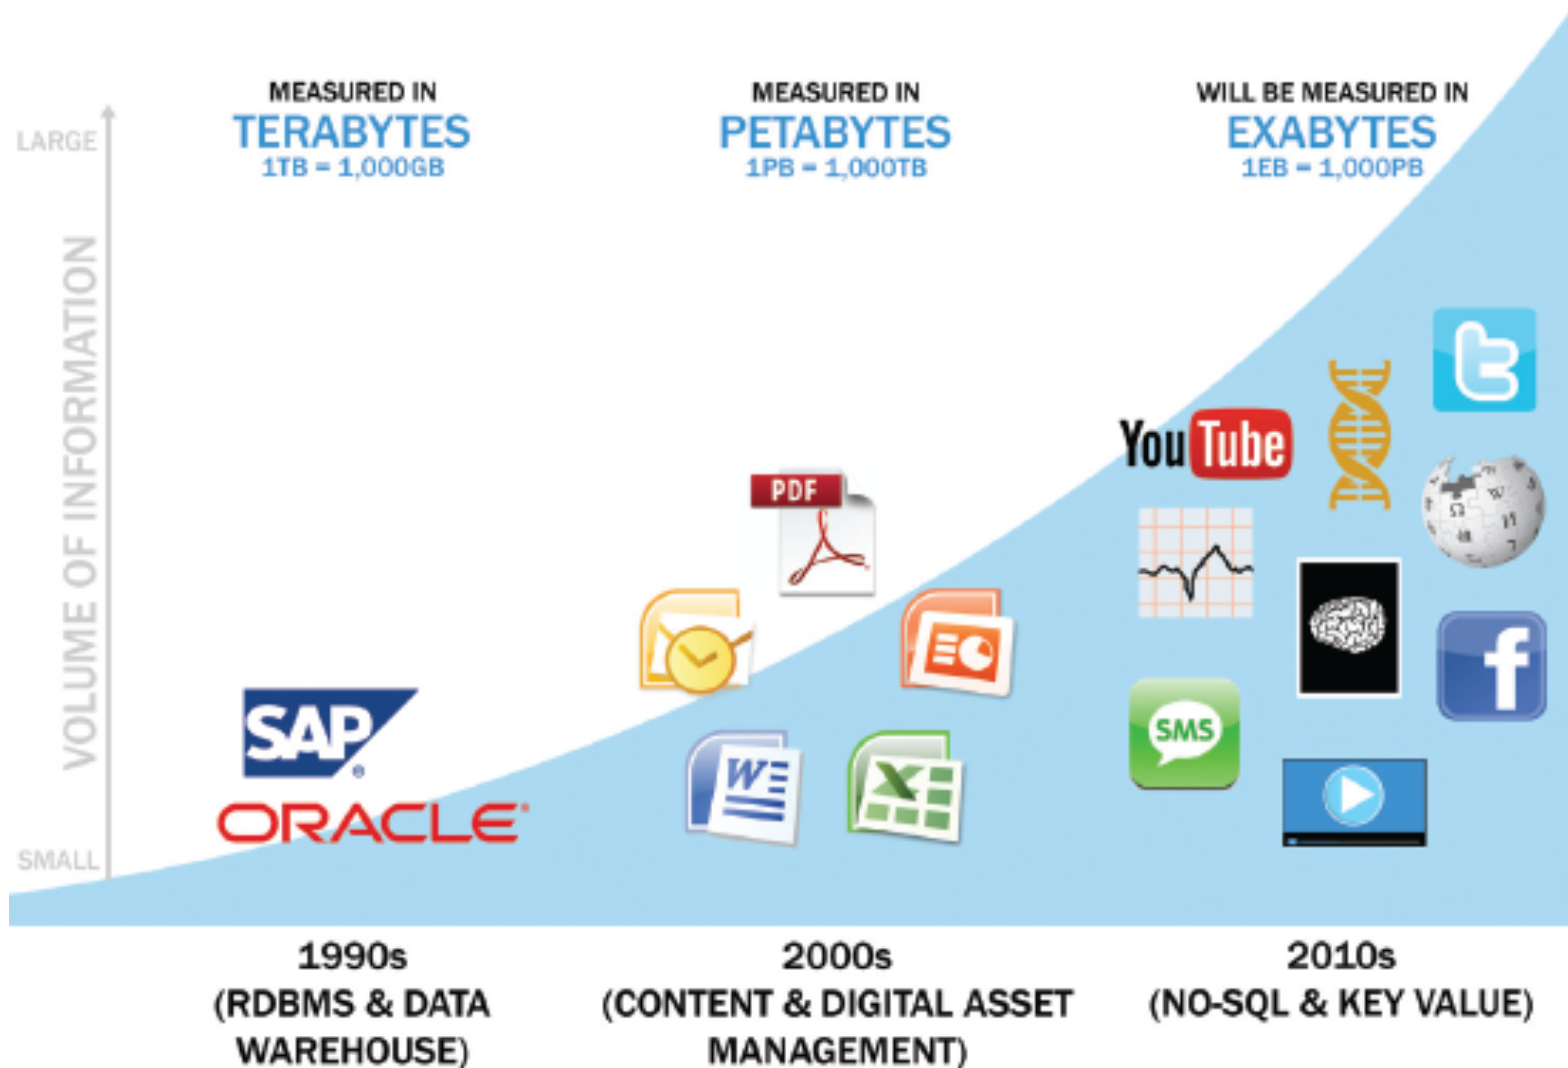 MEASURED IN
TERABYTES
1TB = 1,000GB
MEASURED IN
PETABYTES
1PB = 1,000TB
WILL BE MEASURED IN
EXABYTES
1EB = 1,000PB
LARGE
VOLUME OF INFORMATION
SMALL
SAP®
ORACLE®
PDF
W
X
YouTube
t
f
SMS
1990s
(RDBMS & DATA
WAREHOUSE)
2000s
(CONTENT & DIGITAL ASSET
MANAGEMENT)
2010s
(NO-SQL & KEY VALUE)